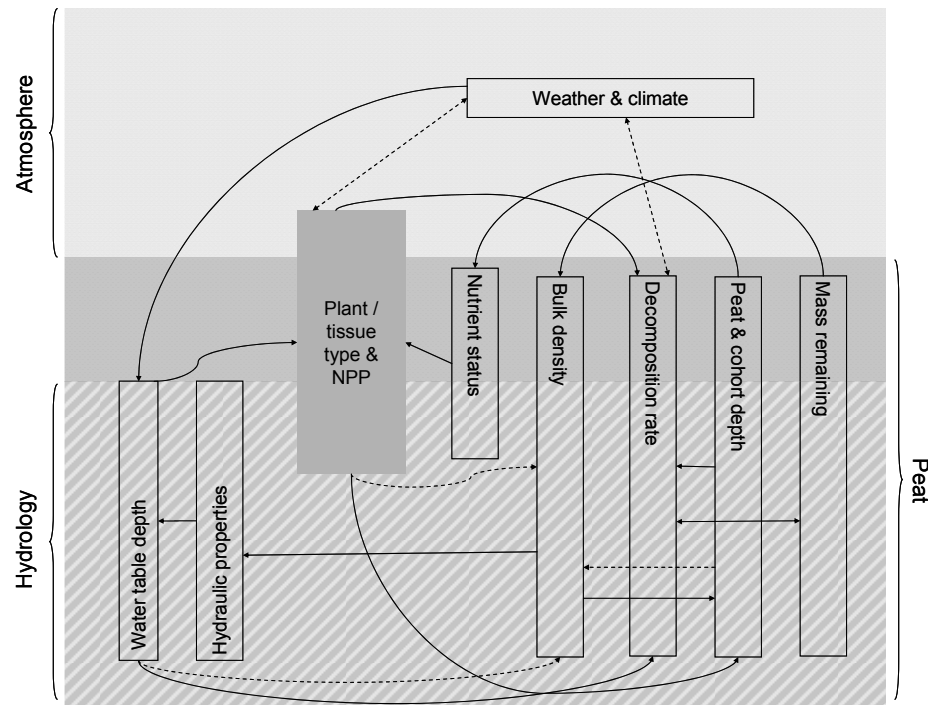 Atmosphere
Weather & climate
Plant /
tissue
type &
NPP
Nutrient status
Bulk density
Decomposition rate
Peat & cohort depth
Mass remaining
Hydrology
Water table depth
Hydraulic properties
Peat